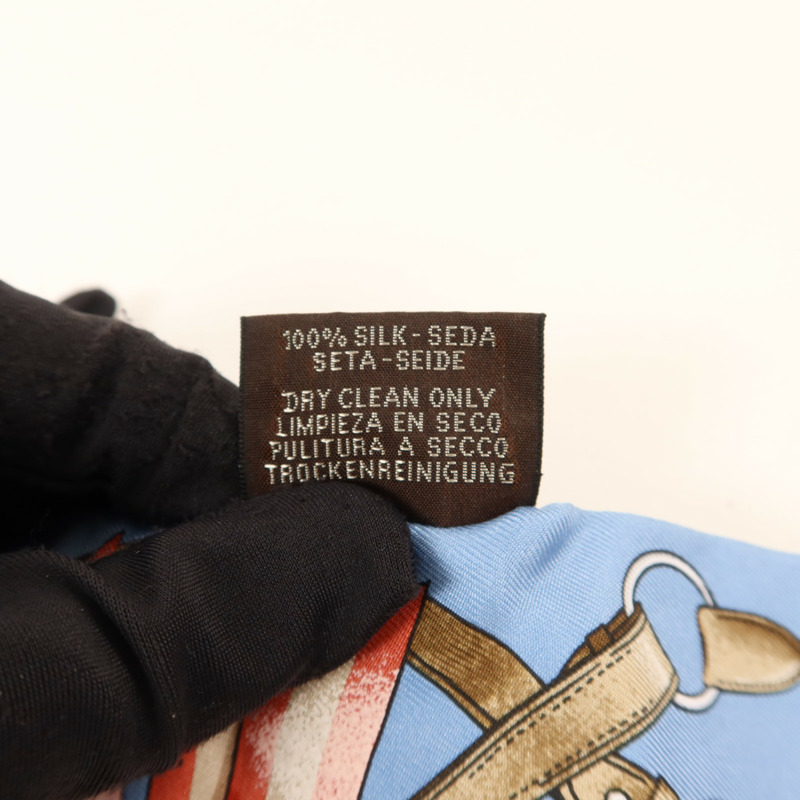 100% SILK - SEDA
SETA - SEIDE
DRY CLEAN ONLY
LIMPIEZA EN SECO
PULITURA A SECCO
TROCKENREINIGUNG